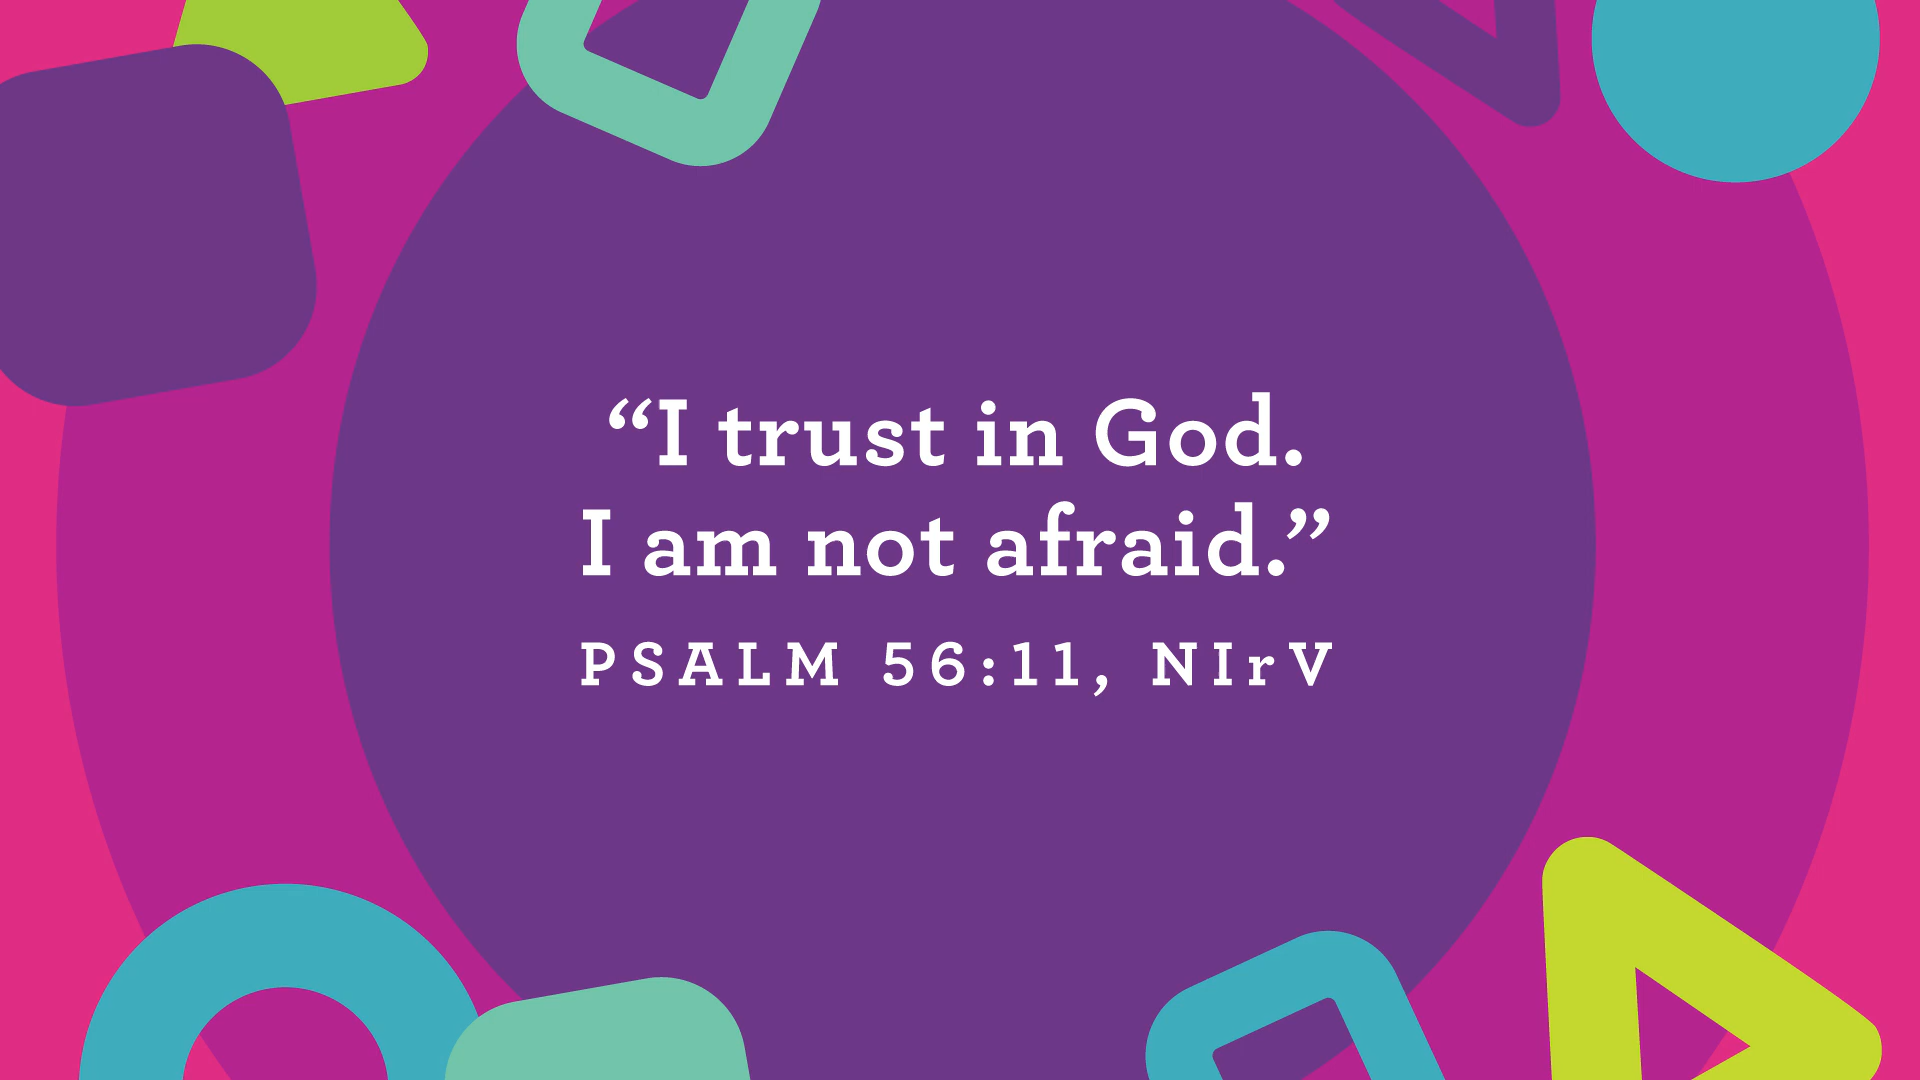 “I trust in God.
I am not afraid.”
PSALM 56:11, NIrV